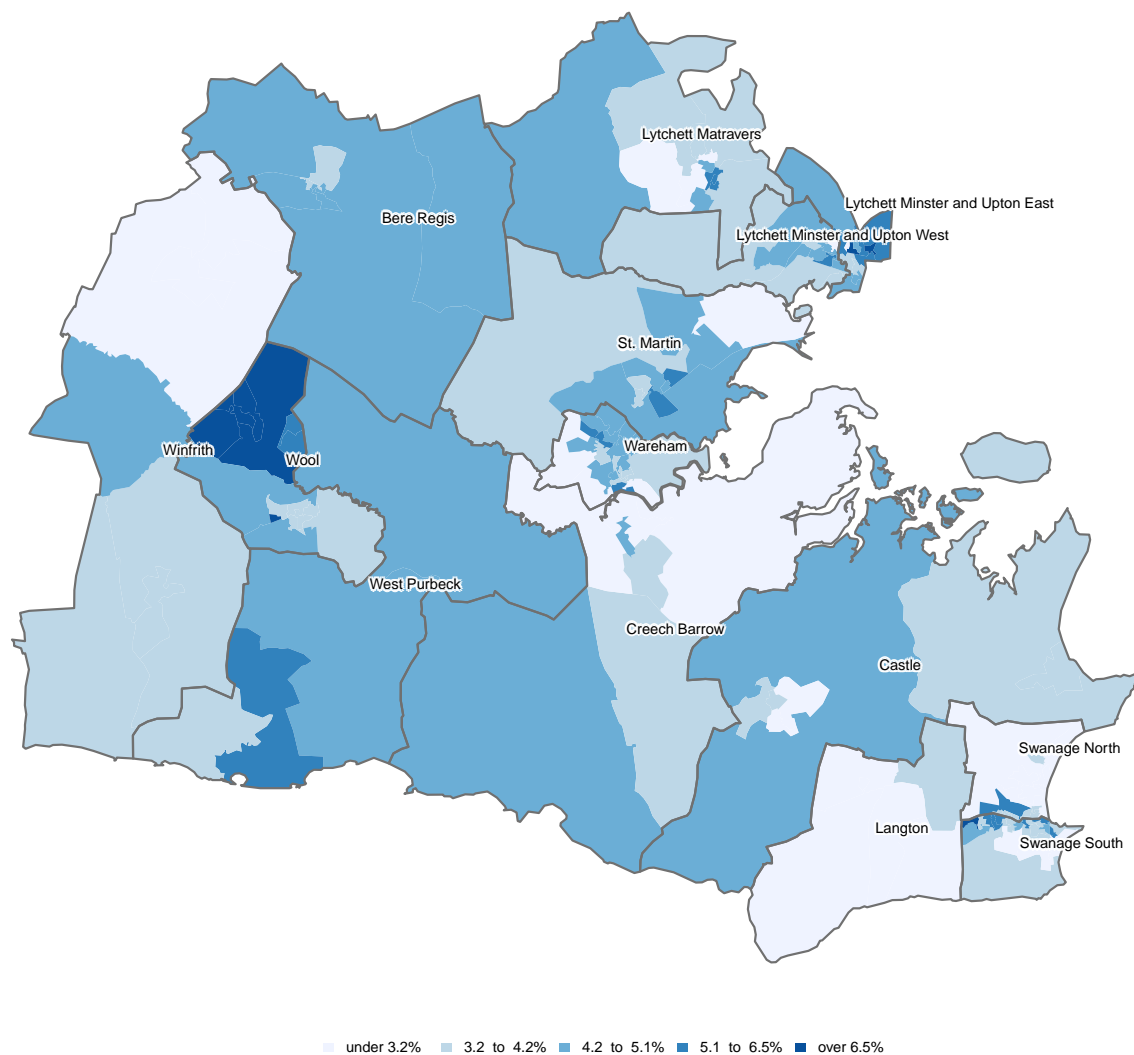 Lytchett Matravers
Lytchett Minster and Upton East
Bere Regis
Lytchett Minster and Upton West
St. Martin
Wareham
Winfrith
Wool
West Purbeck
Creech Barrow
Castle
Swanage North
Langton
Swanage South
under 3.2% 3.2 to 4.2% 4.2 to 5.1% 5.1 to 6.5% over 6.5%